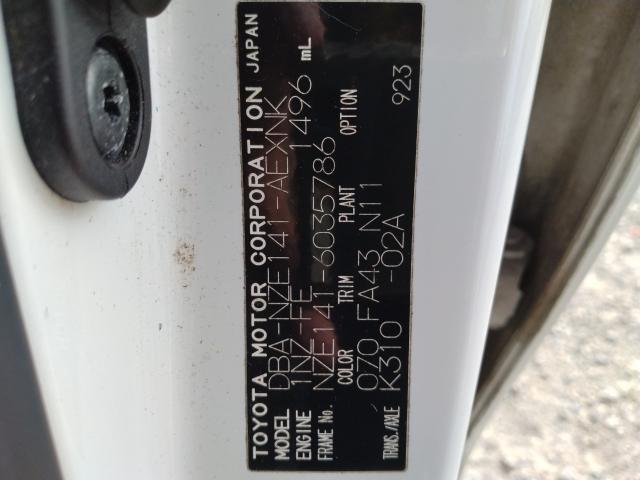 TOYOTA MOTOR CORPORATION JAPAN
MODEL DBA-NZE141-AEXNK
ENGINE 1NZ-FE 1496 mL
FRAME No. NZE141-6035786
COLOR TRIM PLANT OPTION
070 FA43 N11
TRANS./AXLE K310 -02A 923